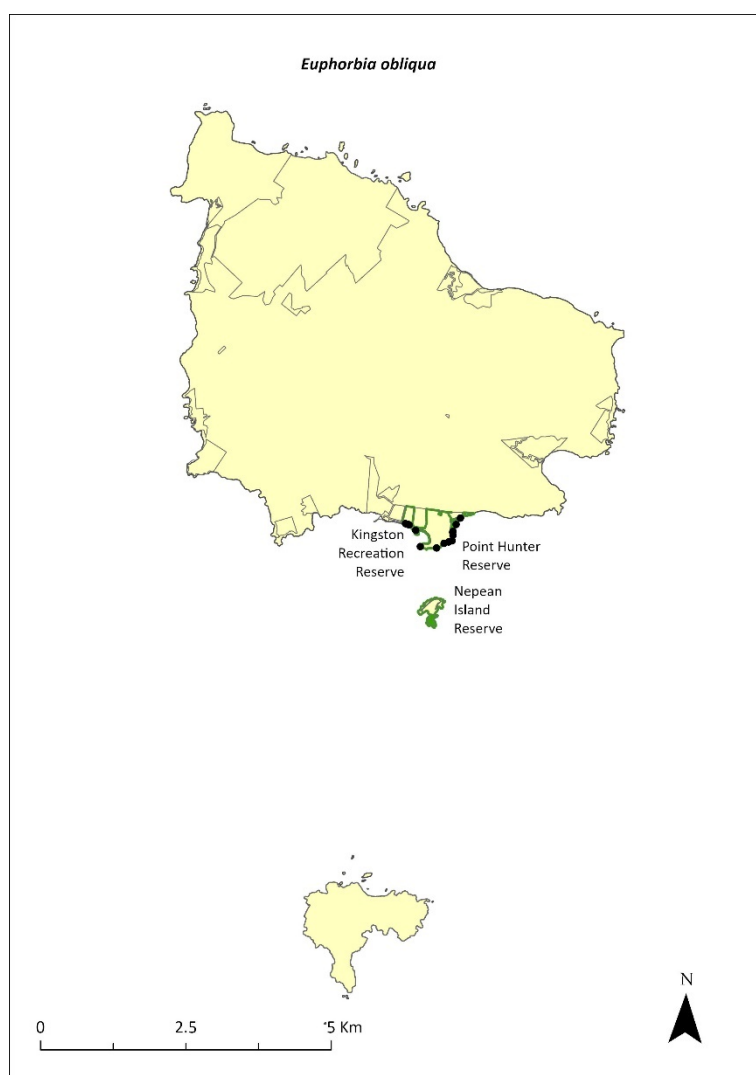 Euphorbia obliqua
Kingston
Recreation
Reserve
Point Hunter
Reserve
Nepean
Island
Reserve
N
0 2.5 5 Km